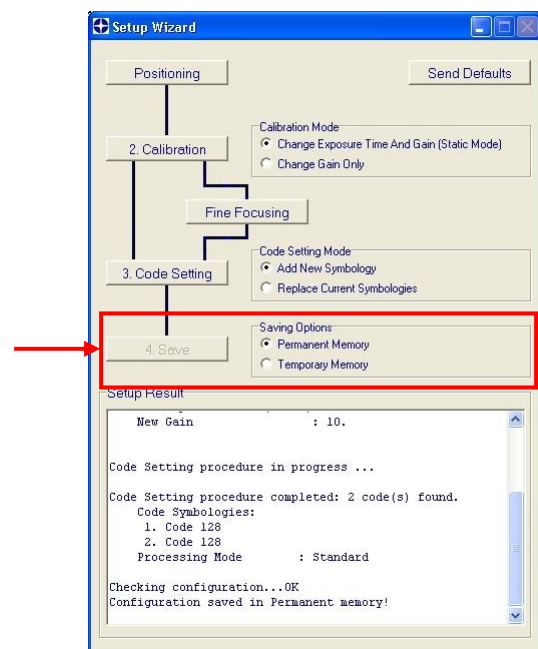 Setup Wizard
Positioning
Send Defaults
Calibration Mode
2. Calibration
Change Exposure Time And Gain (Static Mode)
Change Gain Only
Fine Focusing
Code Setting Mode
3. Code Setting
Add New Symbology
Replace Current Symbologies
Saving Options
4. Save
Permanent Memory
Temporary Memory
Setup Result
New Gain : 10.
Code Setting procedure in progress ...
Code Setting procedure completed: 2 code(s) found.
Code Symbologies:
1. Code 128
2. Code 128
Processing Mode : Standard
Checking configuration...OK
Configuration saved in Permanent memory!